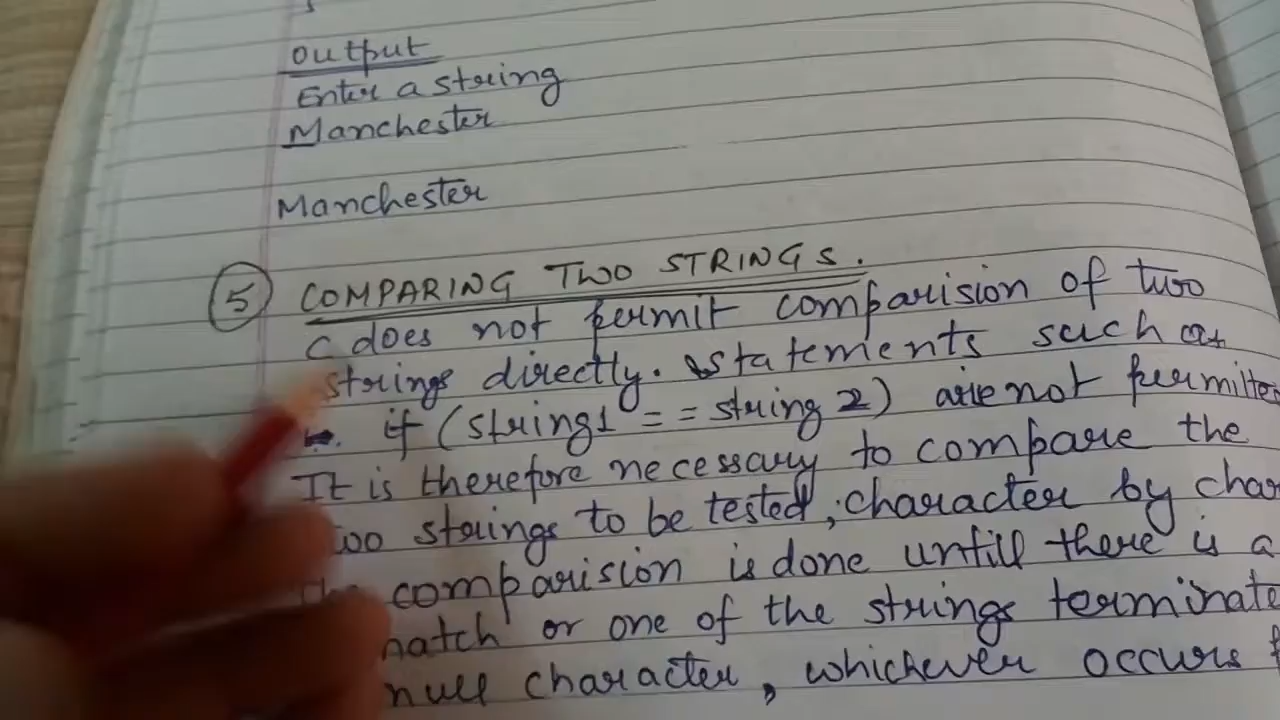 Output
Enter a string
Manchester
Manchester
5 COMPARING TWO STRINGS.
C does not permit comparision of two
strings directly. Statements such as
if (string1 == string 2) are not permitted
It is therefore necessary to compare the
two strings to be tested, character by char
The comparision is done untill there is a
match or one of the strings terminate
null character, whichever occurs f